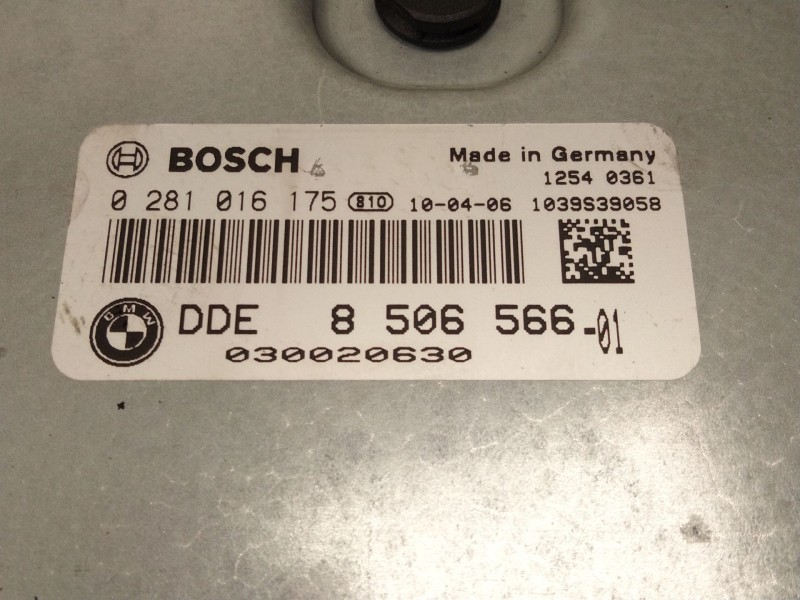 BOSCH Made in Germany
1254 0361
0 281 016 175 810 10-04-06 1039S39058
BMW DDE 8 506 566-01
030020630